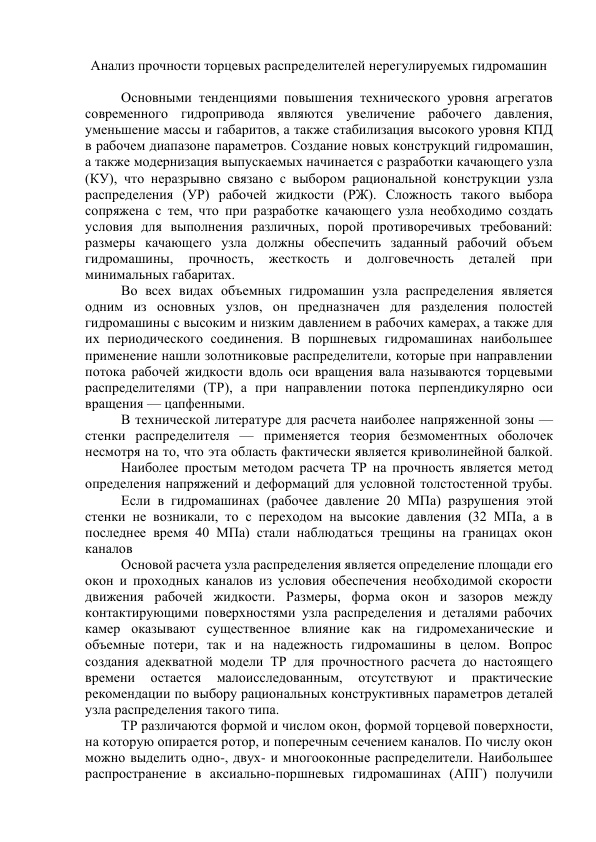 Анализ прочности торцевых распределителей нерегулируемых гидромашин
Основными тенденциями повышения технического уровня агрегатов
современного гидропривода являются увеличение рабочего давления,
уменьшение массы и габаритов, а также стабилизация высокого уровня КПД
в рабочем диапазоне параметров. Создание новых конструкций гидромашин,
а также модернизация выпускаемых начинается с разработки качающего узла
(КУ), что неразрывно связано с выбором рациональной конструкции узла
распределения (УР) рабочей жидкости (РЖ). Сложность такого выбора
сопряжена с тем, что при разработке качающего узла необходимо создать
условия для выполнения различных, порой противоречивых требований:
размеры качающего узла должны обеспечить заданный рабочий объем
гидромашины, прочность, жесткость и долговечность деталей при
минимальных габаритах.
Во всех видах объемных гидромашин узла распределения является
одним из основных узлов, он предназначен для разделения полостей
гидромашины с высоким и низким давлением в рабочих камерах, а также для
их периодического соединения. В поршневых гидромашинах наибольшее
применение нашли золотниковые распределители, которые при направлении
потока рабочей жидкости вдоль оси вращения вала называются торцевыми
распределителями (ТР), а при направлении потока перпендикулярно оси
вращения — цапфенными.
В технической литературе для расчета наиболее напряженной зоны —
стенки распределителя — применяется теория безмоментных оболочек
несмотря на то, что эта область фактически является криволинейной балкой.
Наиболее простым методом расчета ТР на прочность является метод
определения напряжений и деформаций для условной толстостенной трубы.
Если в гидромашинах (рабочее давление 20 МПа) разрушения этой
стенки не возникали, то с переходом на высокие давления (32 МПа, а в
последнее время 40 МПа) стали наблюдаться трещины на границах окон
каналов
Основой расчета узла распределения является определение площади его
окон и проходных каналов из условия обеспечения необходимой скорости
движения рабочей жидкости. Размеры, форма окон и зазоров между
контактирующими поверхностями узла распределения и деталями рабочих
камер оказывают существенное влияние как на гидромеханические и
объемные потери, так и на надежность гидромашины в целом. Вопрос
создания адекватной модели ТР для прочностного расчета до настоящего
времени остается малоисследованным, отсутствуют и практические
рекомендации по выбору рациональных конструктивных параметров деталей
узла распределения такого типа.
ТР различаются формой и числом окон, формой торцевой поверхности,
на которую опирается ротор, и поперечным сечением каналов. По числу окон
можно выделить одно-, двух- и многооконные распределители. Наибольшее
распространение в аксиально-поршневых гидромашинах (АПГ) получили